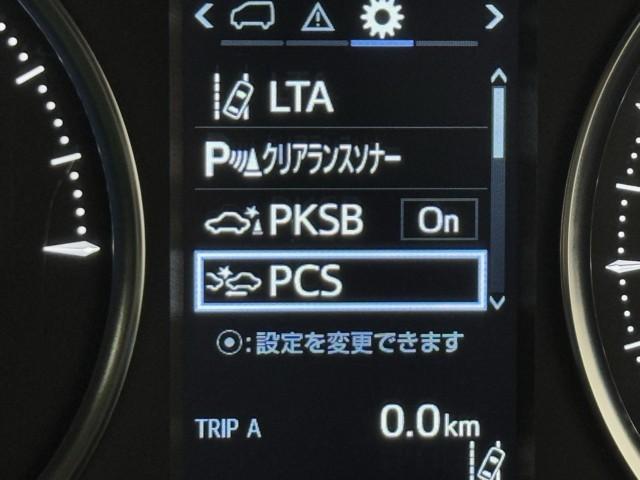 LTA
Pクリアランスソナー
PKSB On
PCS
:設定を変更できます
TRIP A 0.0km